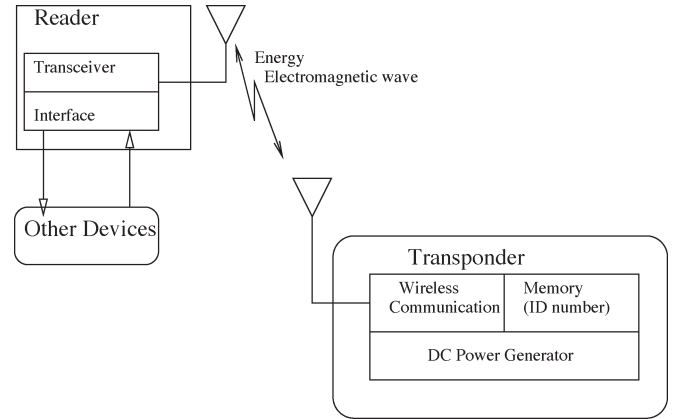 Reader
Transceiver
Interface
Energy
Electromagnetic wave
Other Devices
Transponder
Wireless
Communication
Memory
(ID number)
DC Power Generator